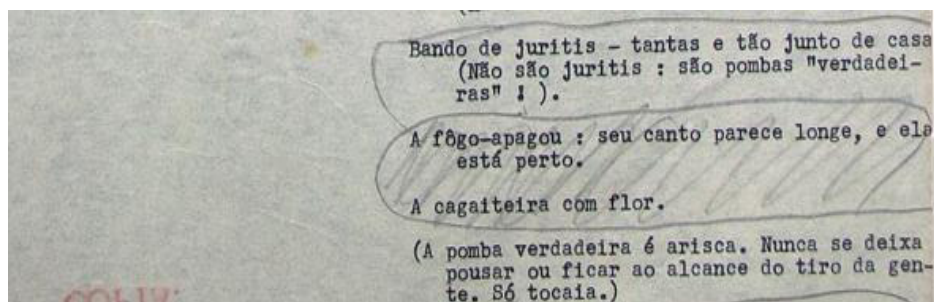 Bando de juritis - tantas e tão junto de casa
(Não são juritis : são pombas "verdadei-
ras" ! ).
A fôgo-apagou : seu canto parece longe, e ela
está perto.
A cagaiteira com flor.
(A pomba verdadeira é arisca. Nunca se deixa
pousar ou ficar ao alcance do tiro da gen-
te. Só tocaia.)